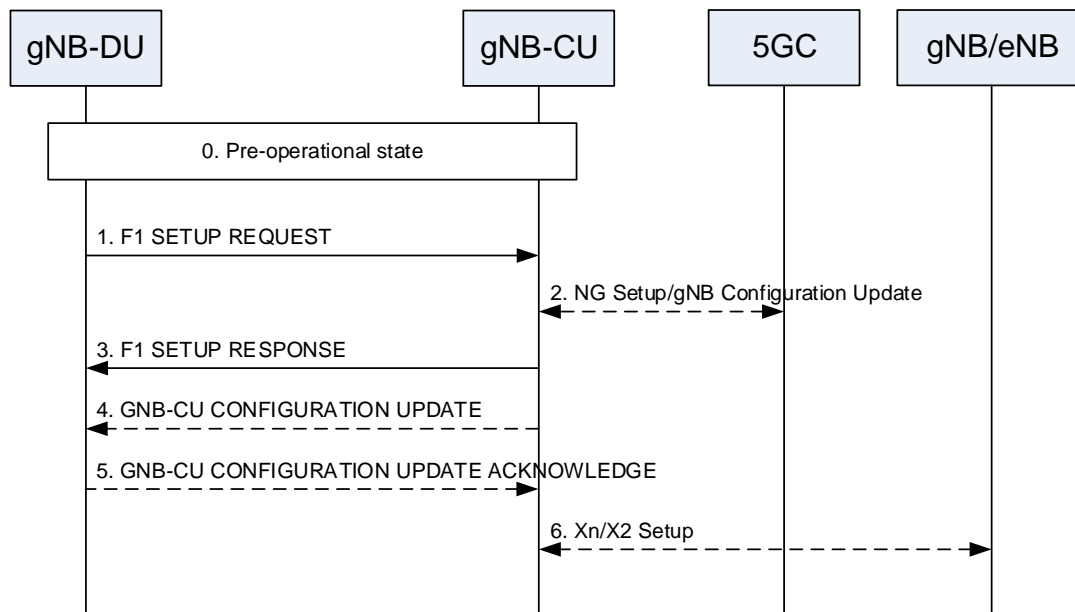 gNB-DU
gNB-CU
5GC
gNB/eNB
0. Pre-operational state
1. F1 SETUP REQUEST
2. NG Setup/gNB Configuration Update
3. F1 SETUP RESPONSE
4. GNB-CU CONFIGURATION UPDATE
5. GNB-CU CONFIGURATION UPDATE ACKNOWLEDGE
6. Xn/X2 Setup